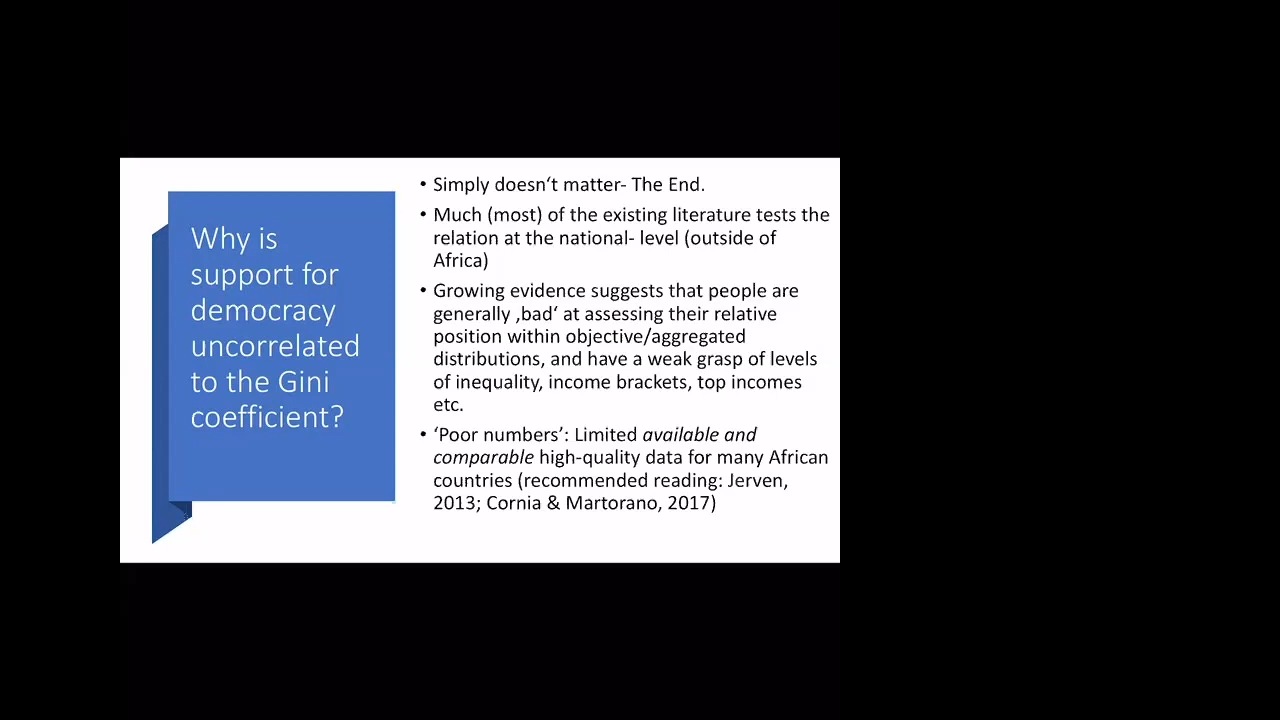 Why is
support for
democracy
uncorrelated
to the Gini
coefficient?
• Simply doesn‘t matter- The End.
• Much (most) of the existing literature tests the
relation at the national- level (outside of
Africa)
• Growing evidence suggests that people are
generally ‚bad‘ at assessing their relative
position within objective/aggregated
distributions, and have a weak grasp of levels
of inequality, income brackets, top incomes
etc.
• ‘Poor numbers’: Limited available and
comparable high-quality data for many African
countries (recommended reading: Jerven,
2013; Cornia & Martorano, 2017)